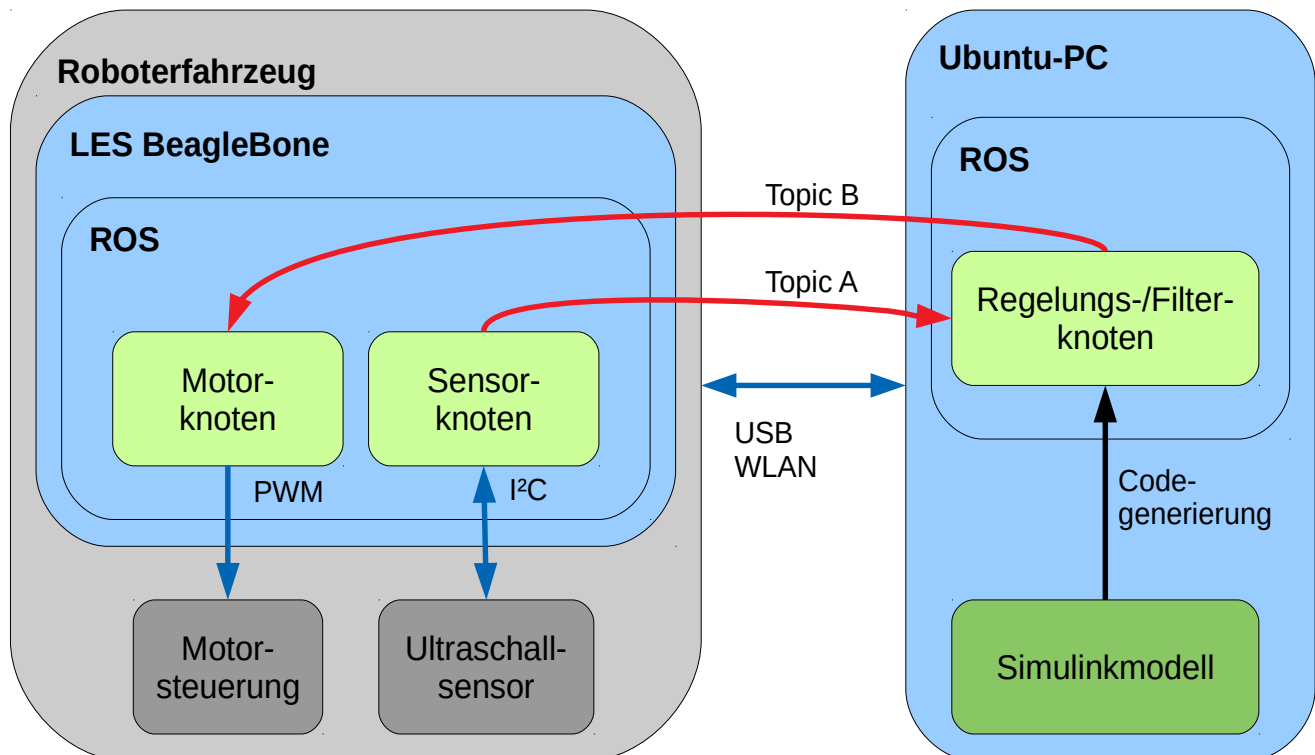 Roboterfahrzeug
LES BeagleBone
ROS
Motor-
knoten
Sensor-
knoten
PWM
I²C
Motor-
steuerung
Ultraschall-
sensor
Topic B
Topic A
USB
WLAN
Ubuntu-PC
ROS
Regelungs-/Filter-
knoten
Code-
generierung
Simulinkmodell